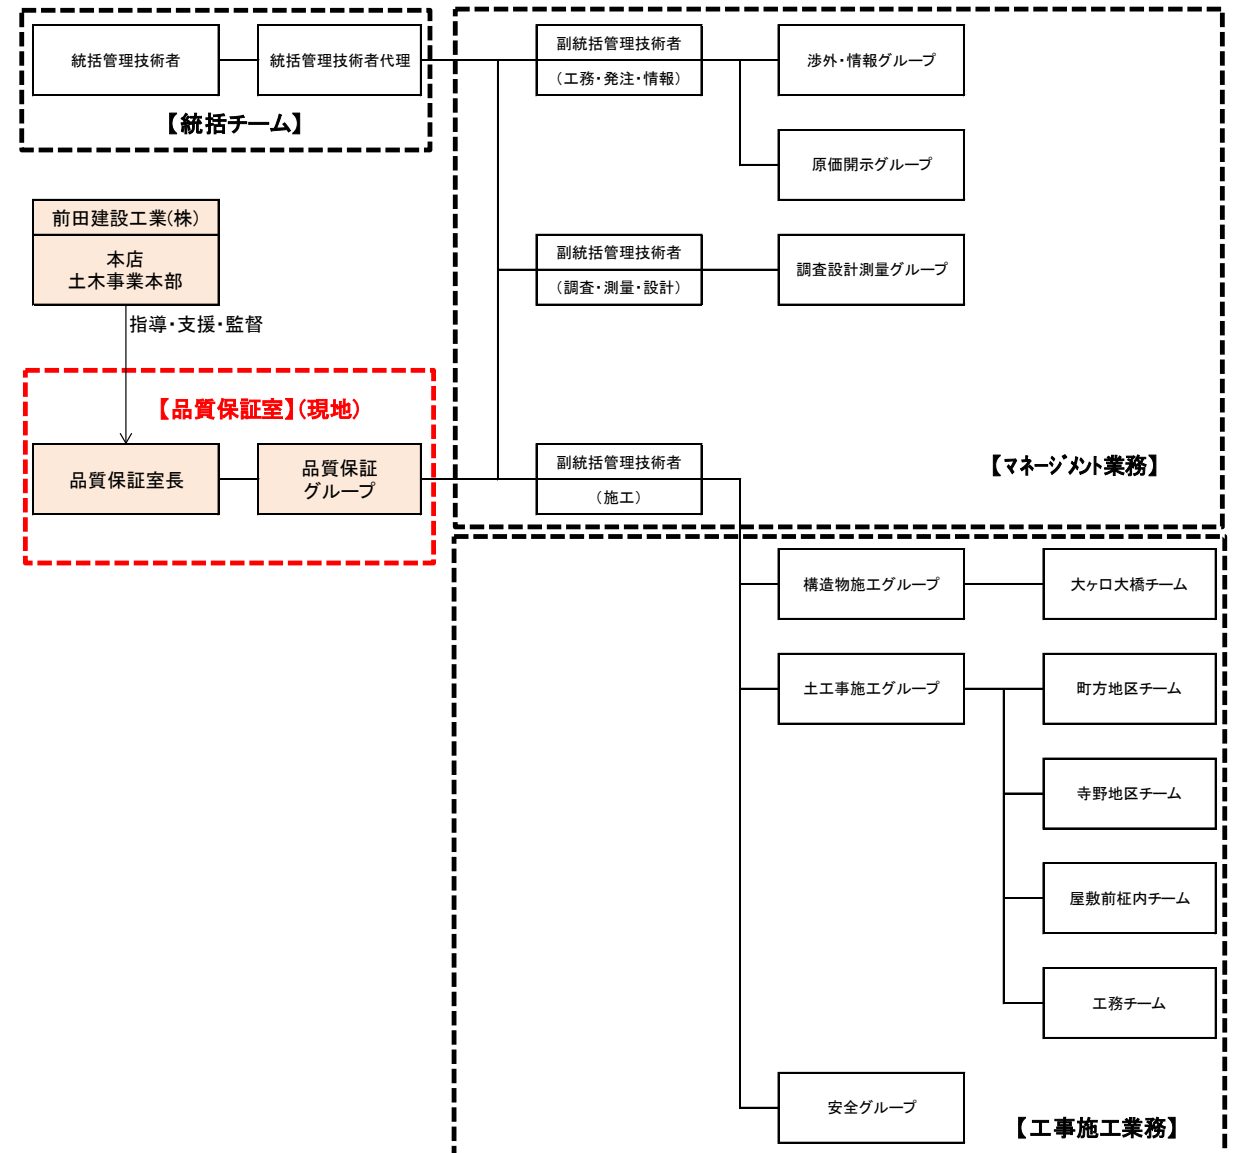 統括管理技術者
統括管理技術者代理
【統括チーム】
副統括管理技術者
（工務・発注・情報）
渉外・情報グループ
原価開示グループ
前田建設工業(株)
本店
土木事業本部
指導・支援・監督
副統括管理技術者
（調査・測量・設計）
調査設計測量グループ
【品質保証室】(現地)
品質保証室長
品質保証
グループ
副統括管理技術者
（施工）
【マネージメント業務】
構造物施工グループ
大ヶ口大橋チーム
土工事施工グループ
町方地区チーム
寺野地区チーム
屋敷前柾内チーム
工務チーム
安全グループ
【工事施工業務】